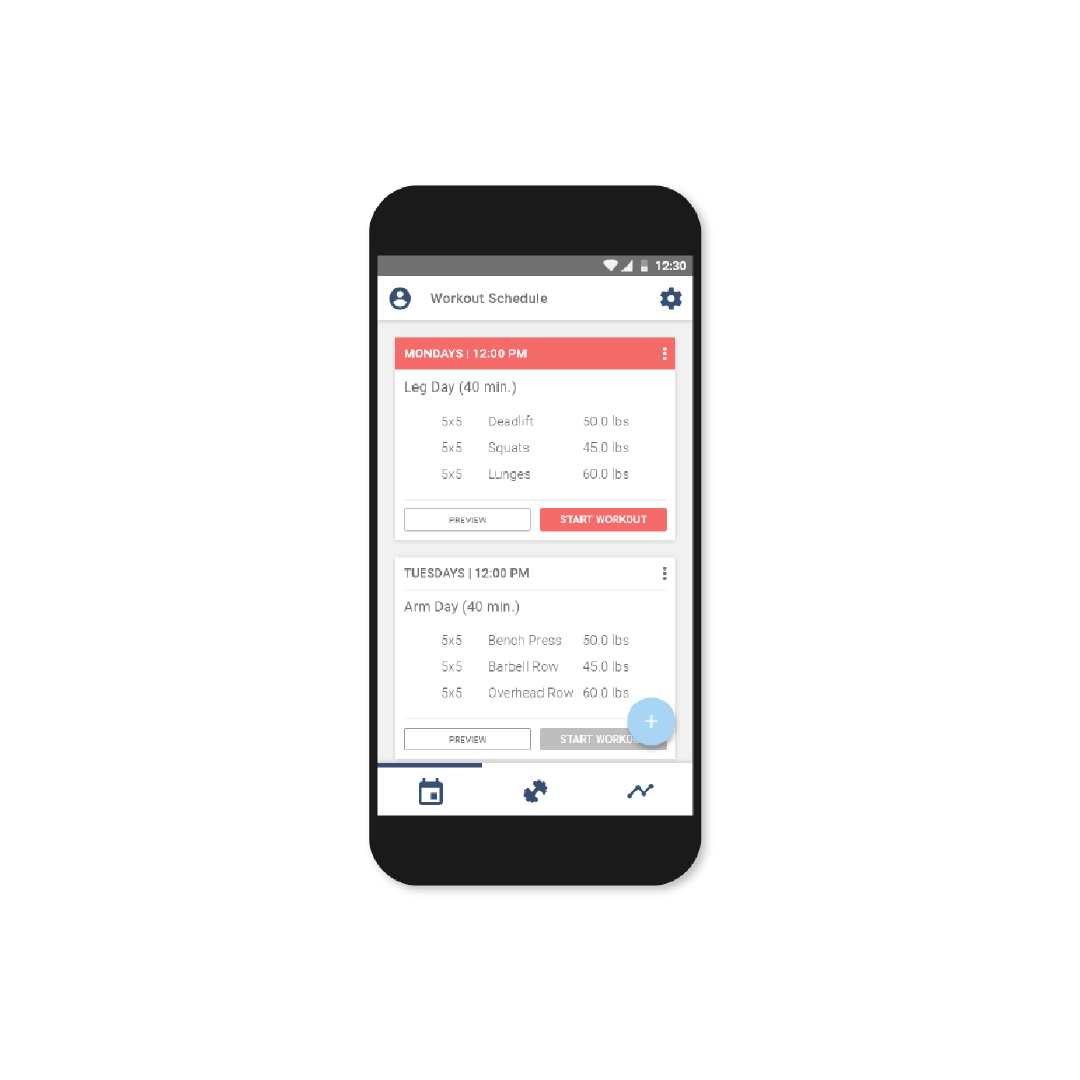 12:30
Workout Schedule
MONDAYS | 12:00 PM
Leg Day (40 min.)
5x5 Deadlift 50.0 lbs
5x5 Squats 45.0 lbs
5x5 Lunges 60.0 lbs
PREVIEW START WORKOUT
TUESDAYS | 12:00 PM
Arm Day (40 min.)
5x5 Bench Press 50.0 lbs
5x5 Barbell Row 45.0 lbs
5x5 Overhead Row 60.0 lbs
+
PREVIEW START WORKOU